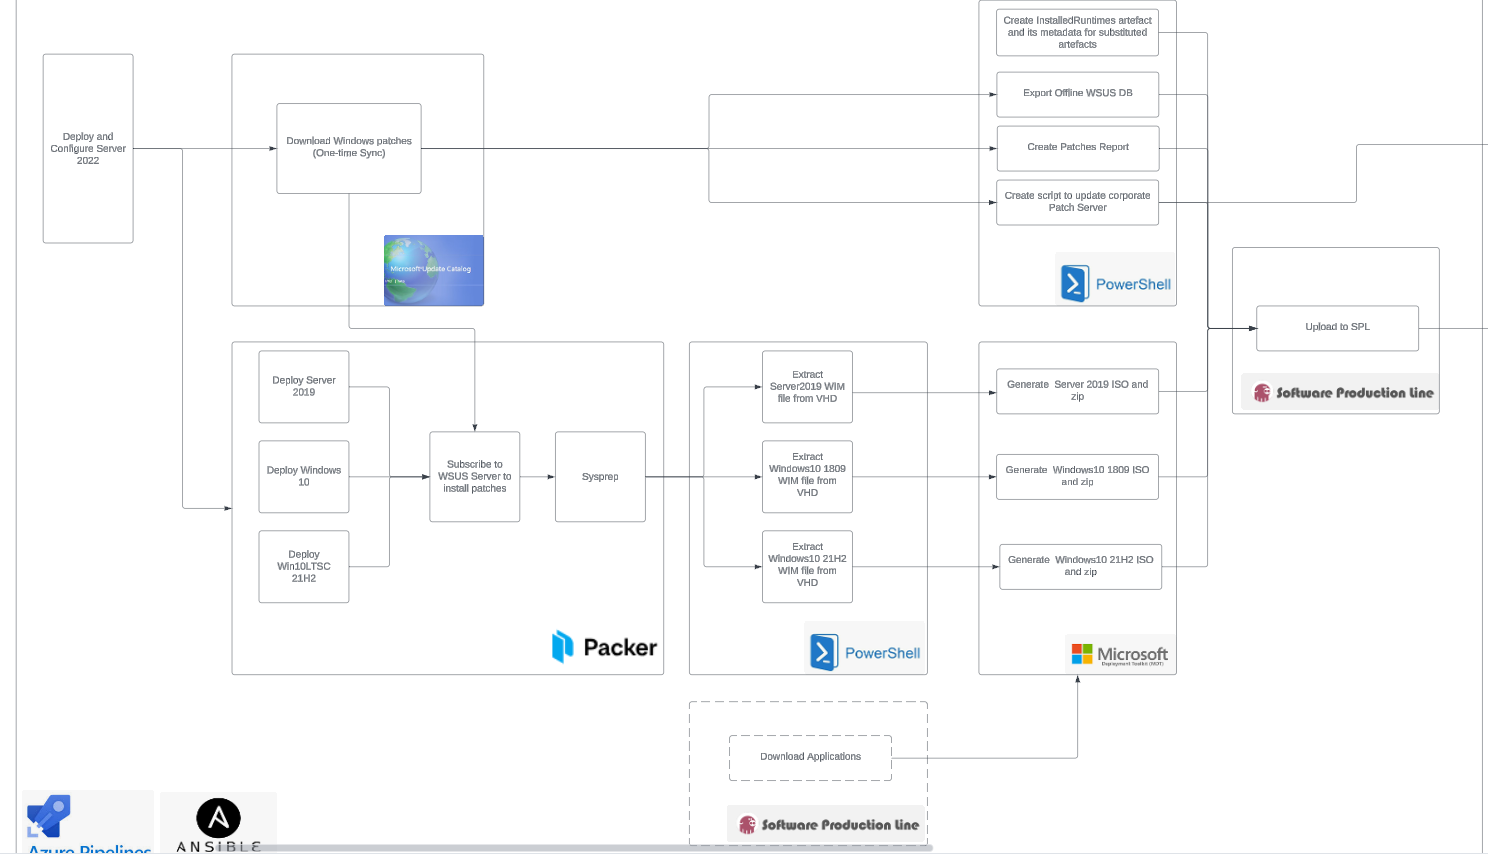 Create InstalledRuntimes artefact
and its metadata for substituted
artefacts
Export Offline WSUS DB
Deploy and
Configure Server
2022
Download Windows patches
(One-time Sync)
Create Patches Report
Create script to update corporate
Patch Server
Microsoft Update Catalog
PowerShell
Upload to SPL
Software Production Line
Deploy Server
2019
Extract
Server2019 WIM
file from VHD
Generate Server 2019 ISO and
zip
Deploy Windows
10
Subscribe to
WSUS Server to
install patches
Sysprep
Extract
Windows10 1809
WIM file from
VHD
Generate Windows10 1809 ISO
and zip
Deploy
Win10LTSC
21H2
Extract
Windows10 21H2
WIM file from
VHD
Generate Windows10 21H2 ISO
and zip
Packer
PowerShell
Microsoft
Deployment Toolkit (MDT)
Download Applications
Software Production Line
Azure Pipelines
ANSIBLE